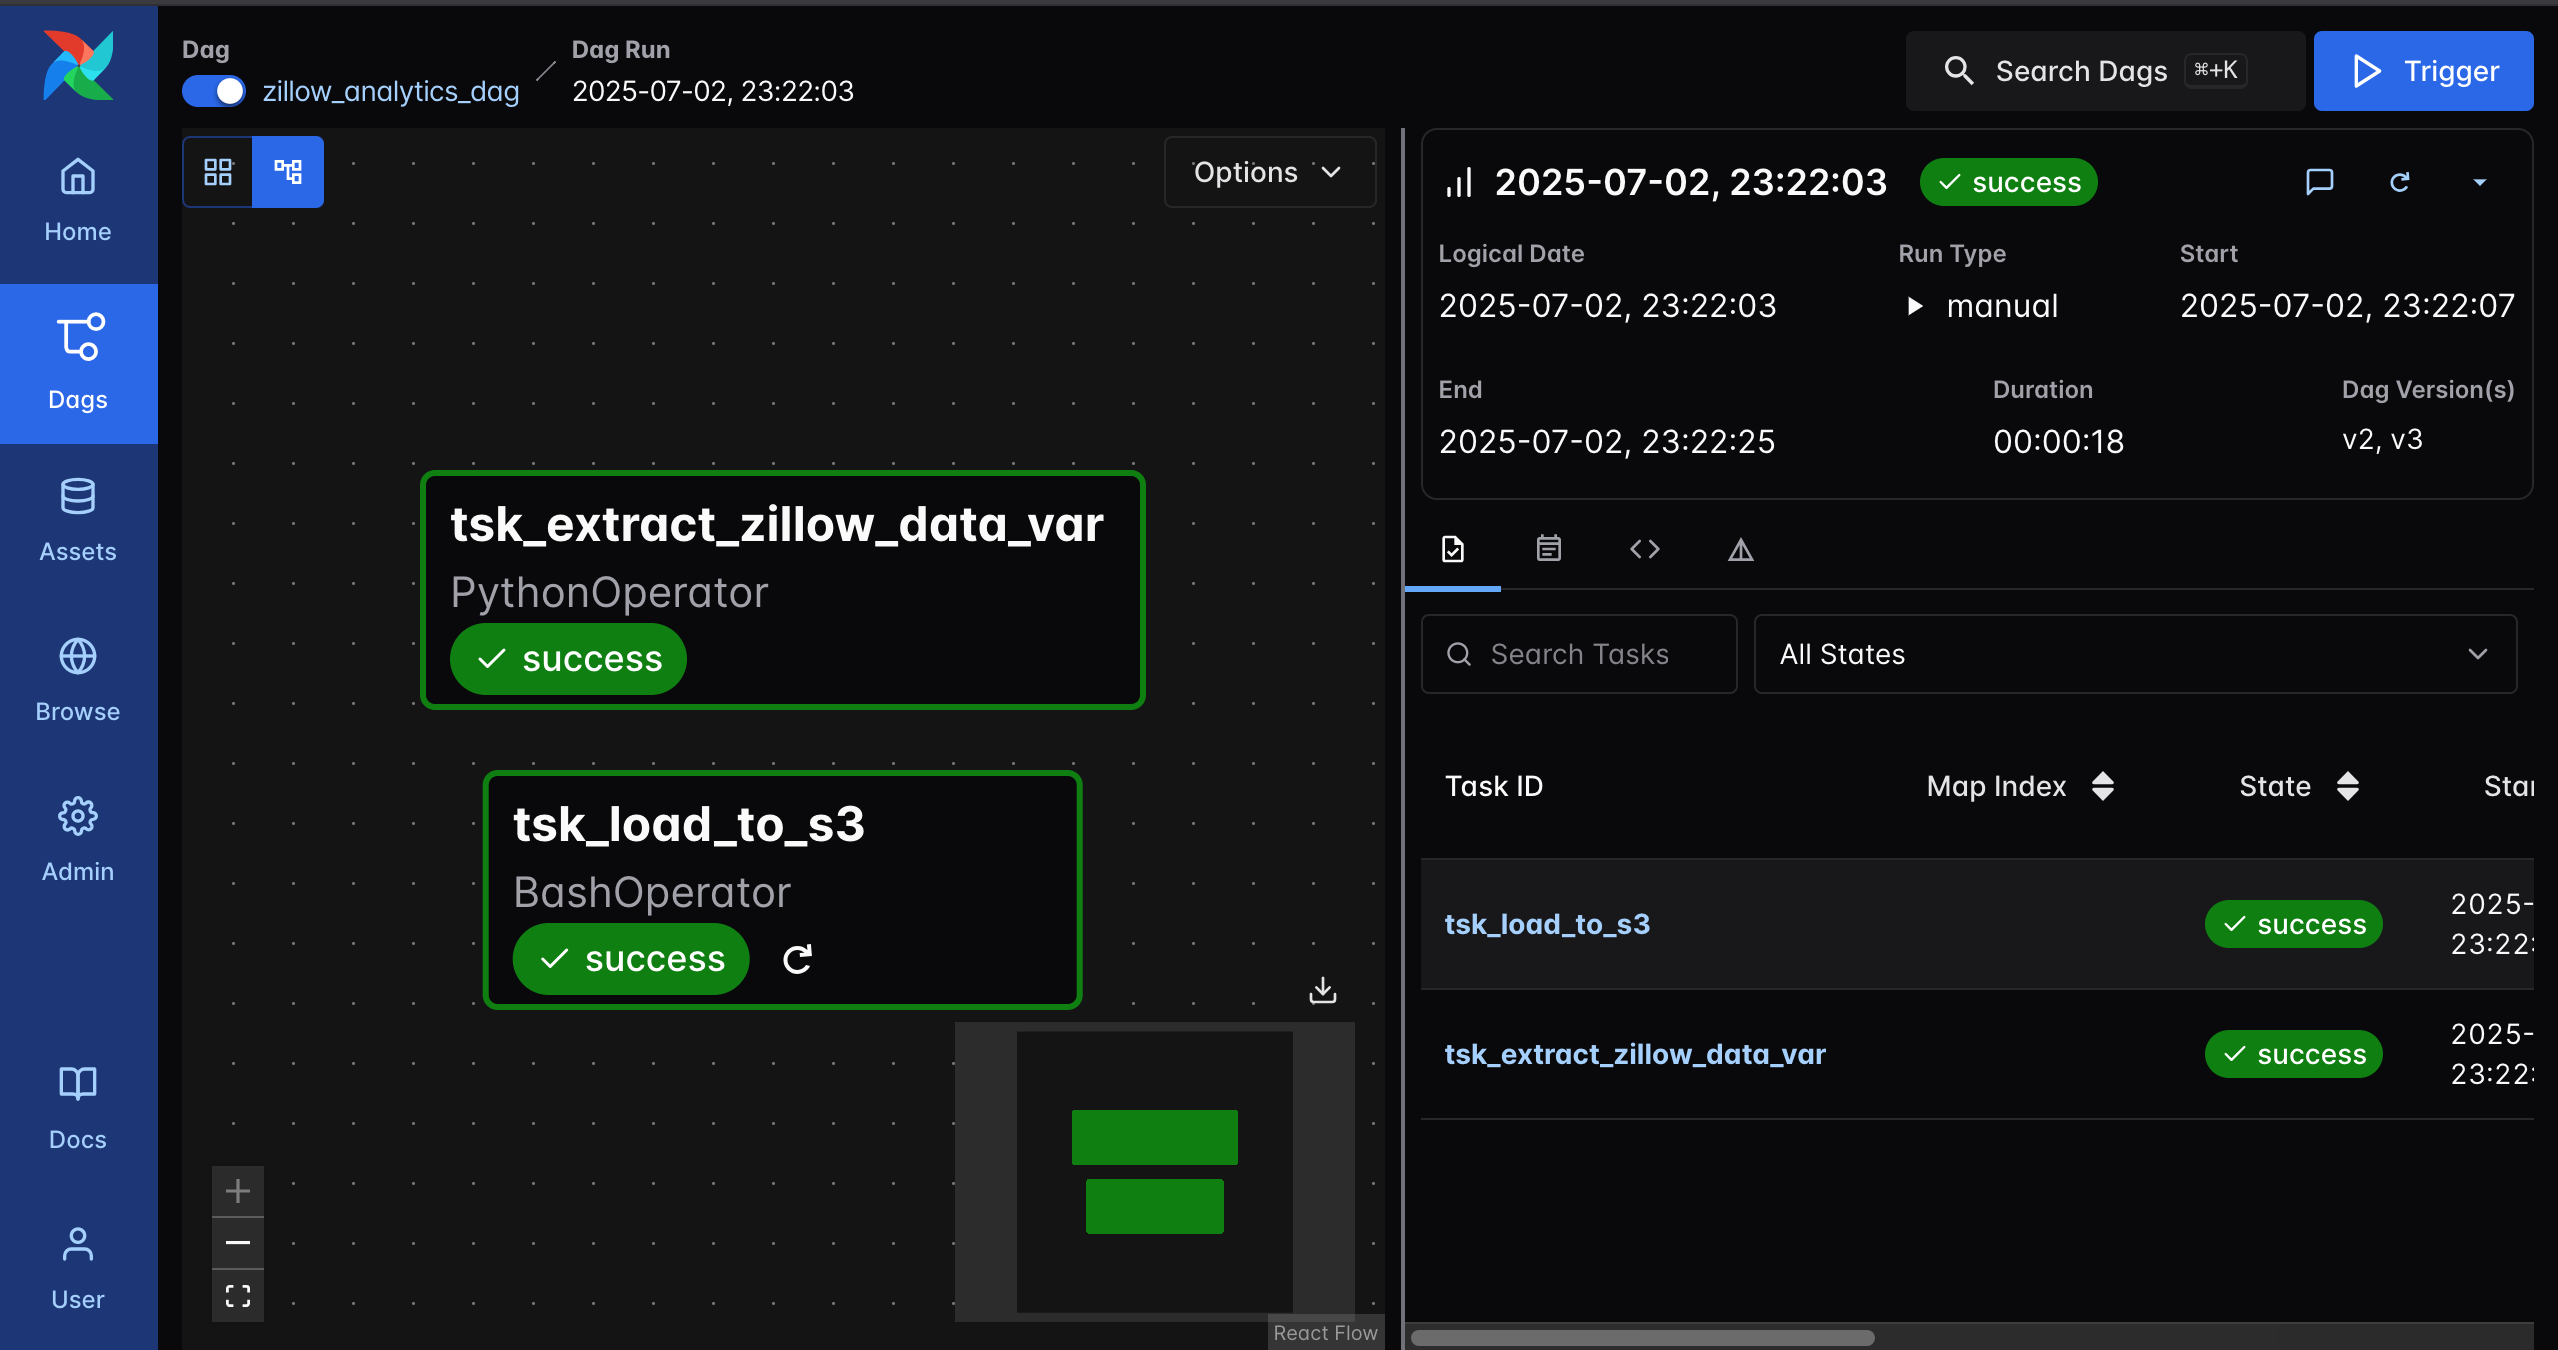 Dag
zillow_analytics_dag
Dag Run
2025-07-02, 23:22:03
Search Dags ⌘+K
Trigger
Home
Dags
Assets
Browse
Admin
Docs
User
Options
tsk_extract_zillow_data_var
PythonOperator
success
tsk_load_to_s3
BashOperator
success
React Flow
2025-07-02, 23:22:03 success
Logical Date Run Type Start
2025-07-02, 23:22:03 manual 2025-07-02, 23:22:07
End Duration Dag Version(s)
2025-07-02, 23:22:25 00:00:18 v2, v3
Search Tasks All States
Task ID Map Index State Star
tsk_load_to_s3 success 2025-
23:22:
tsk_extract_zillow_data_var success 2025-
23:22: